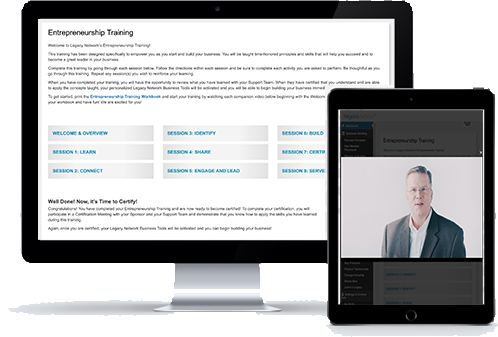 Entrepreneurship Training
Welcome to Legacy Network's Entrepreneurship Training!
This training has been designed specifically to empower you as you start and build your business. You will be taught time-honored principles and skills that will help you succeed and to
become a great leader in your business.
Complete this training by going through each session below. Follow the directions within each session and be sure to complete each activity you are asked to perform. Be thoughtful as you
go through this training. Repeat any session(s) you wish to reinforce your learning.
When you have completed your training, you will have the opportunity to review what you have learned with your Support Team. When they have certified that you understand and are able
to apply the concepts taught, your personalized Legacy Network Business Tools will be activated and you will be able to begin building your business
To get started, print the Entrepreneurship Training Workbook and start your training by watching each companion video below (beginning with the Welcome
your workbook and have fun! We are excited for you!
WELCOME & OVERVIEW
SESSION 3: IDENTIFY
SESSION 6: BUILD
SESSION 1: LEARN
SESSION 4: SHARE
SESSION 7: CERTIF
SESSION 2: CONNECT
SESSION 5: ENGAGE AND LEAD
SESSION 8: SERVE
Well Done! Now, it's Time to Certify!
Congratulations! You have completed your Entrepreneurship Training and are now ready to become certified! To complete your certification, you will
participate in a Certification Meeting with your Sponsor and your Support Team and demonstrate that you know how to apply the skills you have learned
during this training.
Again, once you are certified, your Legacy Network Business Tools will be activated and you can begin building your business!
Entrepreneurship Training